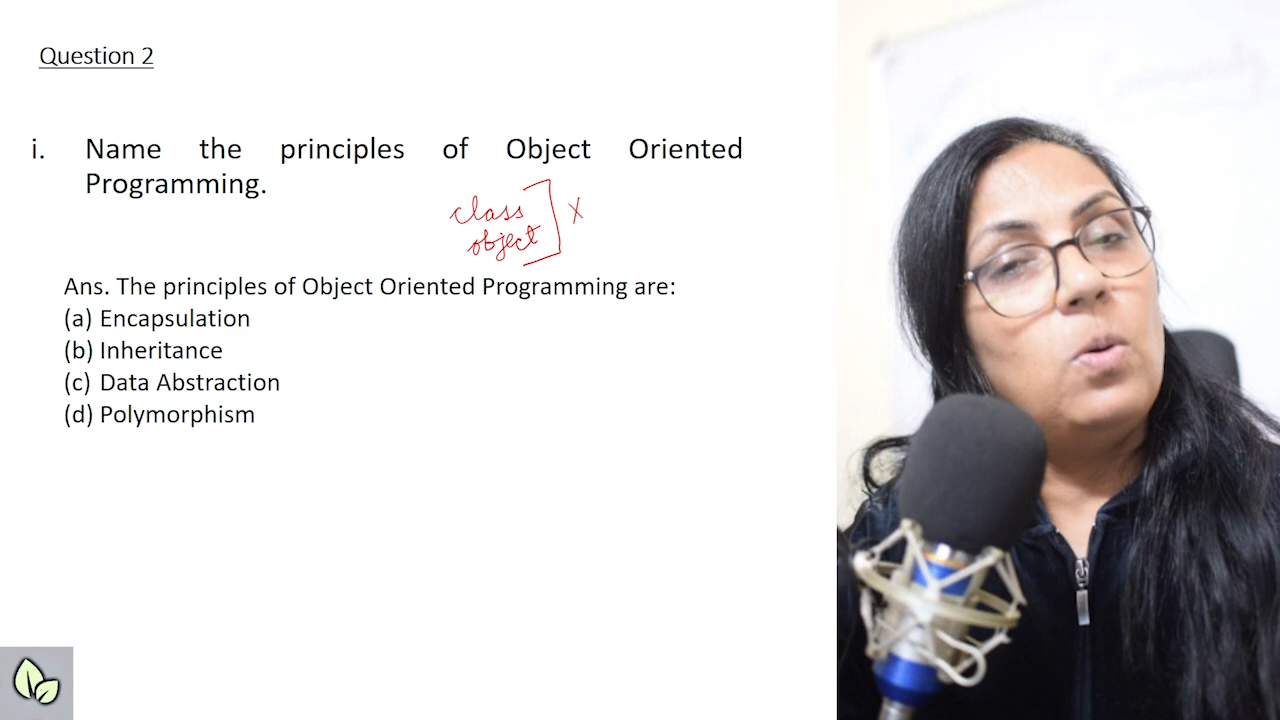 Question 2
i. Name the principles of Object Oriented
Programming.
class
object ] X
Ans. The principles of Object Oriented Programming are:
(a) Encapsulation
(b) Inheritance
(c) Data Abstraction
(d) Polymorphism